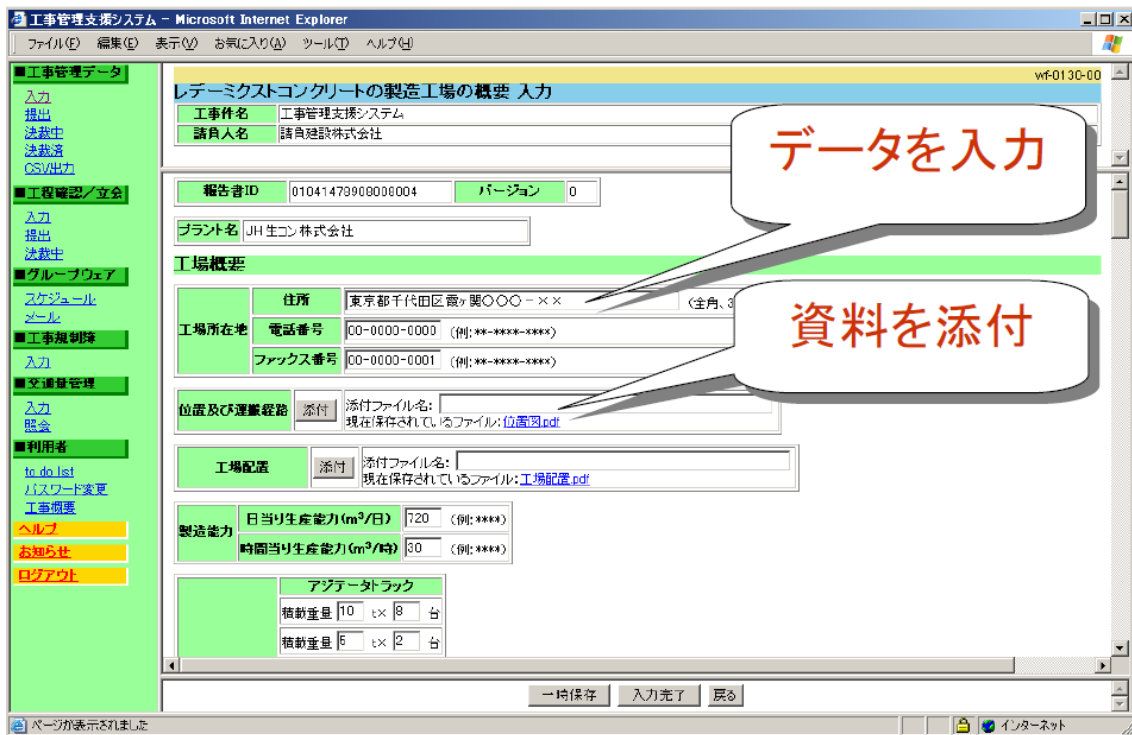 工事管理支援システム - Microsoft Internet Explorer
ファイル(F) 編集(E) 表示(V) お気に入り(A) ツール(T) ヘルプ(H)
■工事管理データ
入力
提出
決裁中
決裁済
CSV出力
■工程確認/立会
入力
提出
決裁中
■グループウェア
スケジュール
メール
■工事規制簿
入力
■交通量管理
入力
照会
■利用者
to do list
パスワード変更
工事概要
ヘルプ
お知らせ
ログアウト
wf-0130-00
レデーミクストコンクリートの製造工場の概要 入力
工事件名 工事管理支援システム
請負人名 請負建設株式会社
データを入力
報告書ID 01041478908008004 バージョン 0
プラント名 JH生コン株式会社
工場概要
工場所在地
住所 東京都千代田区霞ヶ関〇〇〇-×× (全角、3
電話番号 00-0000-0000 (例:**-****-****)
ファックス番号 00-0000-0001 (例:**-****-****)
資料を添付
位置及び運搬経路 添付 添付ファイル名:
現在保存されているファイル:位置図.pdf
工場配置 添付 添付ファイル名:
現在保存されているファイル:工場配置.pdf
製造能力
日当り生産能力(m³/日) 720 (例:****)
時間当り生産能力(m³/時) 30 (例:****)
アジテータトラック
積載重量 10 t× 8 台
積載重量 5 t× 2 台
一時保存 入力完了 戻る
ページが表示されました
インターネット